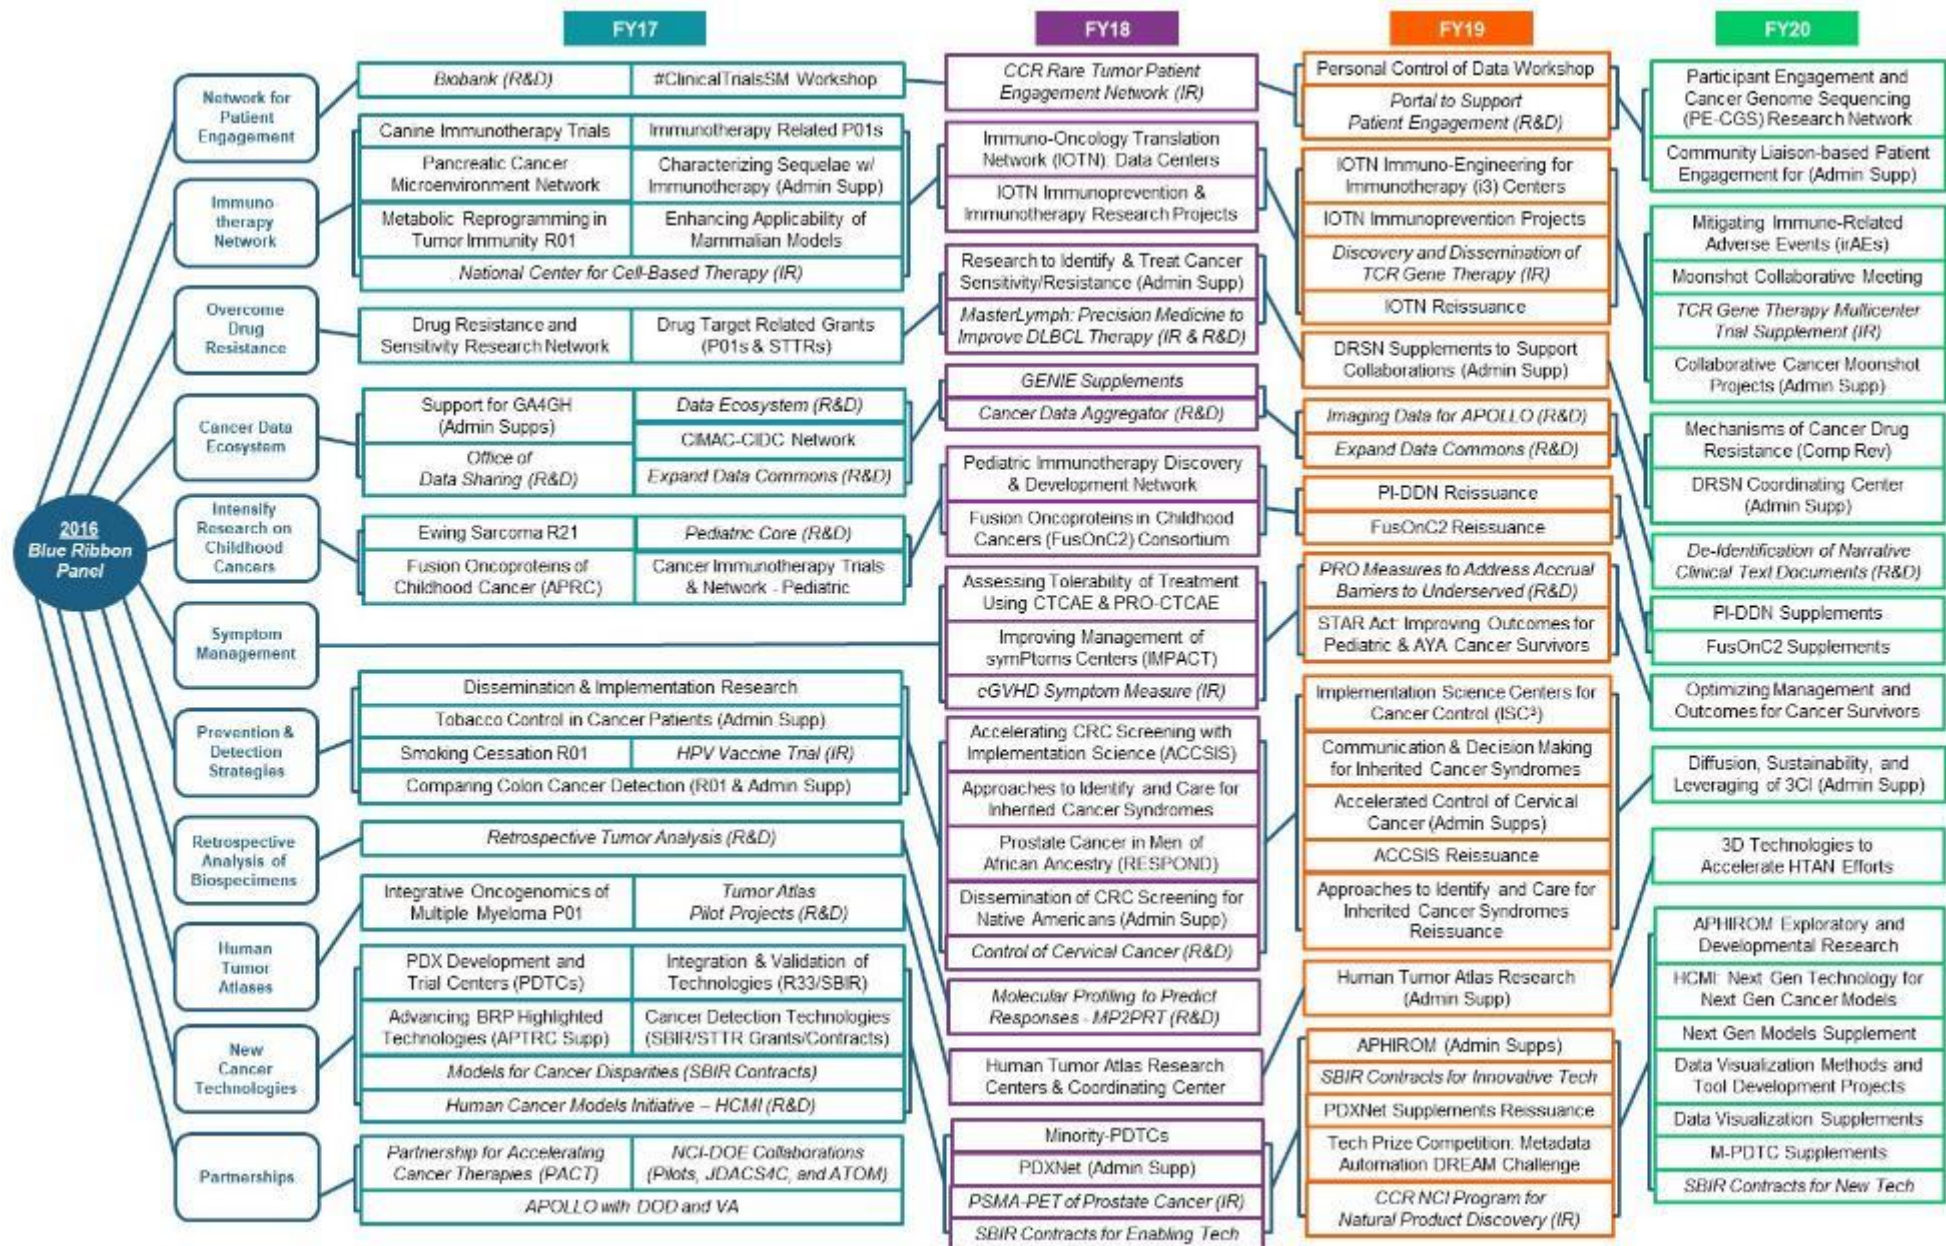 FY17
FY18
FY19
FY20
2016
Blue Ribbon
Panel
Network for
Patient
Engagement
Immuno-
therapy
Network
Overcome
Drug
Resistance
Cancer Data
Ecosystem
Intensify
Research on
Childhood
Cancers
Symptom
Management
Prevention &
Detection
Strategies
Retrospective
Analysis of
Biospecimens
Human
Tumor
Atlases
New
Cancer
Technologies
Partnerships
Biobank (R&D)
#ClinicalTrialsSM Workshop
Canine Immunotherapy Trials
Immunotherapy Related P01s
Pancreatic Cancer
Microenvironment Network
Characterizing Sequelae w/
Immunotherapy (Admin Supp)
Metabolic Reprogramming in
Tumor Immunity R01
Enhancing Applicability of
Mammalian Models
National Center for Cell-Based Therapy (IR)
Drug Resistance and
Sensitivity Research Network
Drug Target Related Grants
(P01s & STTRs)
Support for GA4GH
(Admin Supps)
Data Ecosystem (R&D)
CIMAC-CIDC Network
Office of
Data Sharing (R&D)
Expand Data Commons (R&D)
Ewing Sarcoma R21
Pediatric Core (R&D)
Fusion Oncoproteins of
Childhood Cancer (APRC)
Cancer Immunotherapy Trials
& Network - Pediatric
Dissemination & Implementation Research
Tobacco Control in Cancer Patients (Admin Supp)
Smoking Cessation R01
HPV Vaccine Trial (IR)
Comparing Colon Cancer Detection (R01 & Admin Supp)
Retrospective Tumor Analysis (R&D)
Integrative Oncogenomics of
Multiple Myeloma P01
Tumor Atlas
Pilot Projects (R&D)
PDX Development and
Trial Centers (PDTCs)
Integration & Validation of
Technologies (R33/SBIR)
Advancing BRP Highlighted
Technologies (APTRC Supp)
Cancer Detection Technologies
(SBIR/STTR Grants/Contracts)
Models for Cancer Disparities (SBIR Contracts)
Human Cancer Models Initiative – HCMI (R&D)
Partnership for Accelerating
Cancer Therapies (PACT)
NCI-DOE Collaborations
(Pilots, JDACS4C, and ATOM)
APOLLO with DOD and VA
CCR Rare Tumor Patient
Engagement Network (IR)
Immuno-Oncology Translation
Network (IOTN): Data Centers
IOTN Immunoprevention &
Immunotherapy Research Projects
Research to Identify & Treat Cancer
Sensitivity/Resistance (Admin Supp)
MasterLymph: Precision Medicine to
Improve DLBCL Therapy (IR & R&D)
GENIE Supplements
Cancer Data Aggregator (R&D)
Pediatric Immunotherapy Discovery
& Development Network
Fusion Oncoproteins in Childhood
Cancers (FusOnC2) Consortium
Assessing Tolerability of Treatment
Using CTCAE & PRO-CTCAE
Improving Management of
symPtoms Centers (IMPACT)
cGVHD Symptom Measure (IR)
Accelerating CRC Screening with
Implementation Science (ACCSIS)
Approaches to Identify and Care for
Inherited Cancer Syndromes
Prostate Cancer in Men of
African Ancestry (RESPOND)
Dissemination of CRC Screening for
Native Americans (Admin Supp)
Control of Cervical Cancer (R&D)
Molecular Profiling to Predict
Responses - MP2PRT (R&D)
Human Tumor Atlas Research
Centers & Coordinating Center
Minority-PDTCs
PDXNet (Admin Supp)
PSMA-PET of Prostate Cancer (IR)
SBIR Contracts for Enabling Tech
Personal Control of Data Workshop
Portal to Support
Patient Engagement (R&D)
IOTN Immuno-Engineering for
Immunotherapy (i3) Centers
IOTN Immunoprevention Projects
Discovery and Dissemination of
TCR Gene Therapy (IR)
IOTN Reissuance
DRSN Supplements to Support
Collaborations (Admin Supp)
Imaging Data for APOLLO (R&D)
Expand Data Commons (R&D)
PI-DDN Reissuance
FusOnC2 Reissuance
PRO Measures to Address Accrual
Barriers to Underserved (R&D)
STAR Act: Improving Outcomes for
Pediatric & AYA Cancer Survivors
Implementation Science Centers for
Cancer Control (ISC³)
Communication & Decision Making
for Inherited Cancer Syndromes
Accelerated Control of Cervical
Cancer (Admin Supps)
ACCSIS Reissuance
Approaches to Identify and Care for
Inherited Cancer Syndromes
Reissuance
Human Tumor Atlas Research
(Admin Supp)
APHIROM (Admin Supps)
SBIR Contracts for Innovative Tech
PDXNet Supplements Reissuance
Tech Prize Competition: Metadata
Automation DREAM Challenge
CCR NCI Program for
Natural Product Discovery (IR)
Participant Engagement and
Cancer Genome Sequencing
(PE-CGS) Research Network
Community Liaison-based Patient
Engagement for (Admin Supp)
Mitigating Immune-Related
Adverse Events (irAEs)
Moonshot Collaborative Meeting
TCR Gene Therapy Multicenter
Trial Supplement (IR)
Collaborative Cancer Moonshot
Projects (Admin Supp)
Mechanisms of Cancer Drug
Resistance (Comp Rev)
DRSN Coordinating Center
(Admin Supp)
De-Identification of Narrative
Clinical Text Documents (R&D)
PI-DDN Supplements
FusOnC2 Supplements
Optimizing Management and
Outcomes for Cancer Survivors
Diffusion, Sustainability, and
Leveraging of 3CI (Admin Supp)
3D Technologies to
Accelerate HTAN Efforts
APHIROM Exploratory and
Developmental Research
HCMI: Next Gen Technology for
Next Gen Cancer Models
Next Gen Models Supplement
Data Visualization Methods and
Tool Development Projects
Data Visualization Supplements
M-PDTC Supplements
SBIR Contracts for New Tech